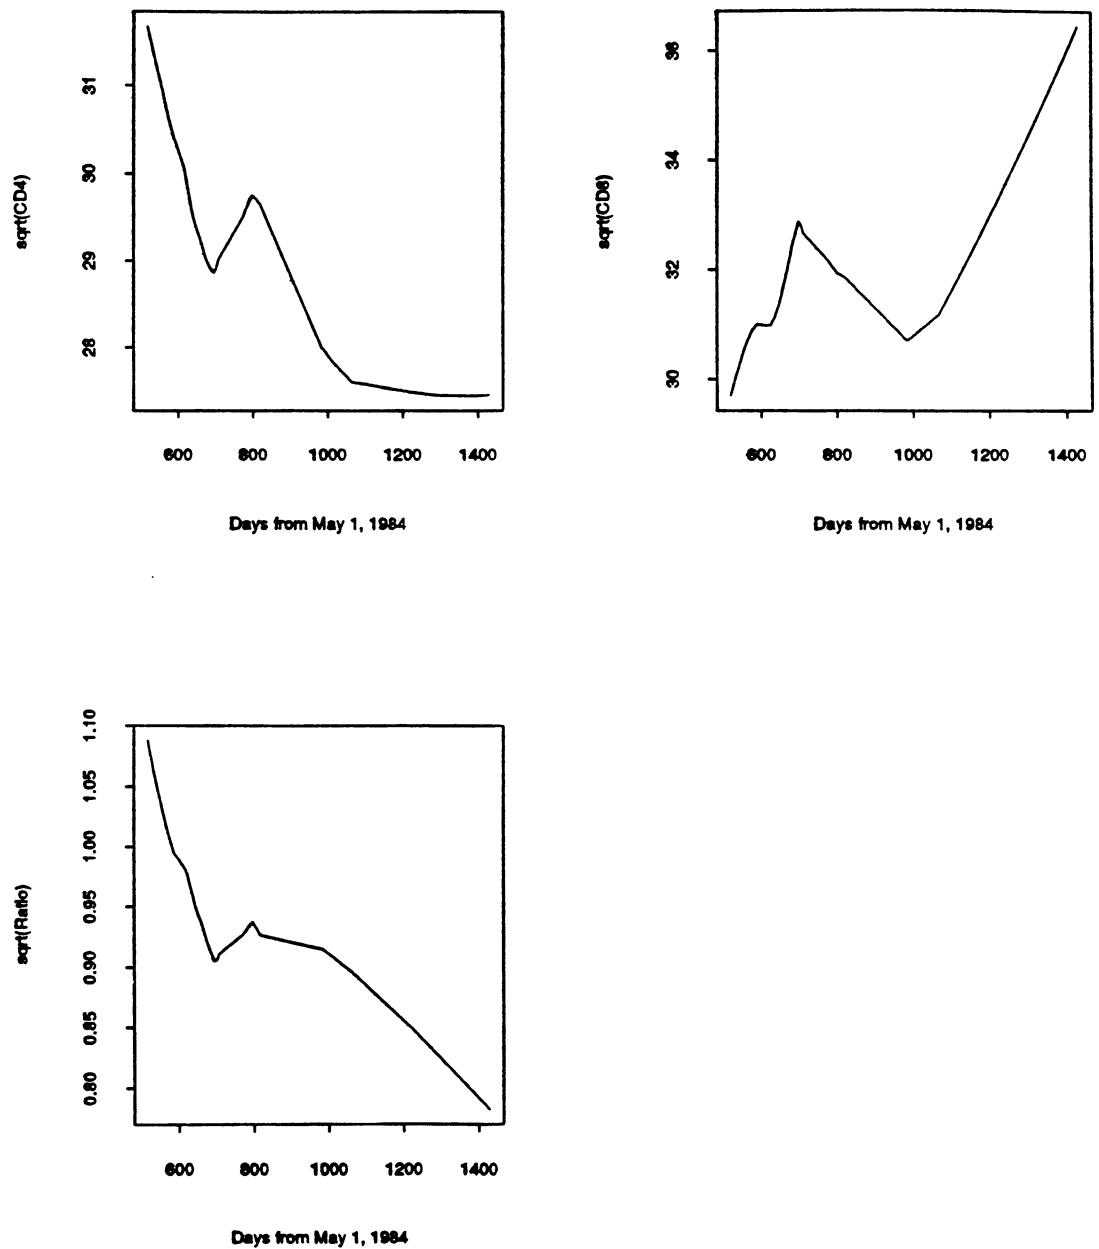 sqrt(CD4)
31
30
29
28
600 800 1000 1200 1400
Days from May 1, 1984
sqrt(CD8)
36
34
32
30
600 800 1000 1200 1400
Days from May 1, 1984
sqrt(Ratio)
1.10
1.05
1.00
0.95
0.90
0.85
0.80
600 800 1000 1200 1400
Days from May 1, 1984